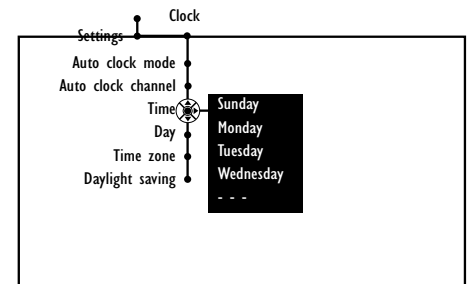 Clock
Settings
Auto clock mode
Auto clock channel
Time
Day
Time zone
Daylight saving
Sunday
Monday
Tuesday
Wednesday
- - -